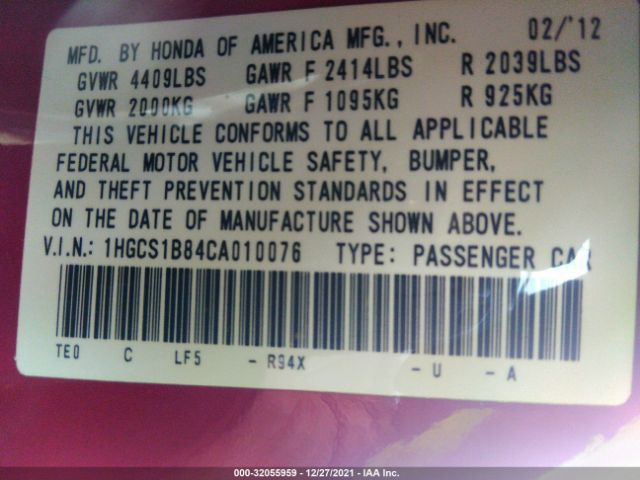 MFD. BY HONDA OF AMERICA MFG., INC. 02/'12
GVWR 4409LBS GAWR F 2414LBS R 2039LBS
GVWR 2000KG GAWR F 1095KG R 925KG
THIS VEHICLE CONFORMS TO ALL APPLICABLE
FEDERAL MOTOR VEHICLE SAFETY, BUMPER,
AND THEFT PREVENTION STANDARDS IN EFFECT
ON THE DATE OF MANUFACTURE SHOWN ABOVE.
V.I.N.: 1HGCS1B84CA010076 TYPE: PASSENGER CAR
TE0 C LF5 - R94X - U - A
000-32055959 - 12/27/2021 - IAA Inc.